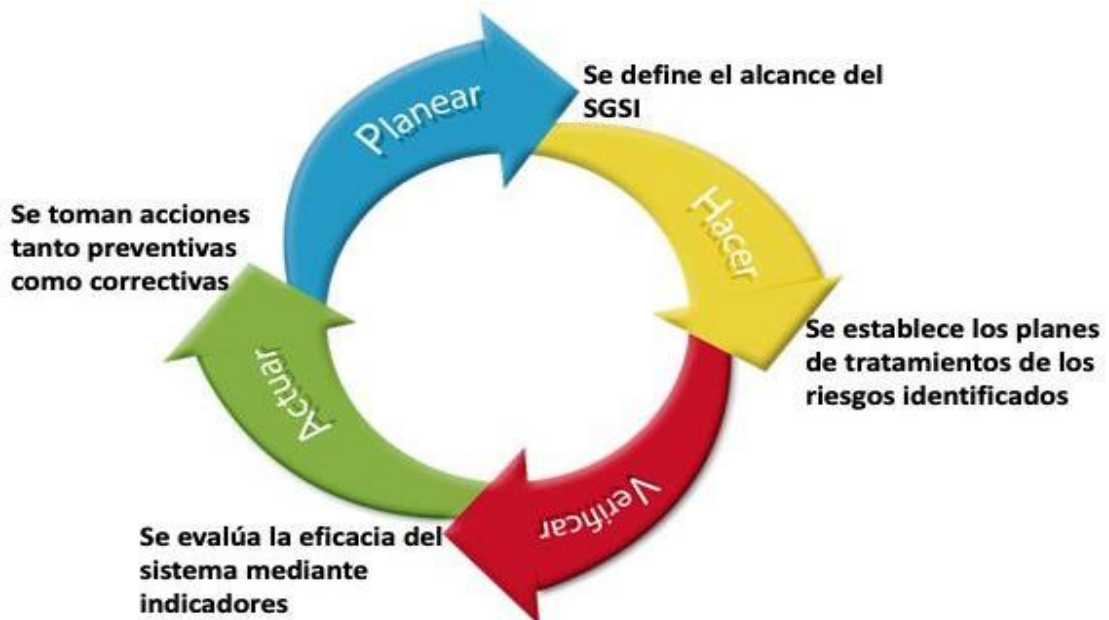 Planear
Se define el alcance del
SGSI
Hacer
Se establece los planes
de tratamientos de los
riesgos identificados
Verificar
Se evalúa la eficacia del
sistema mediante
indicadores
Actuar
Se toman acciones
tanto preventivas
como correctivas